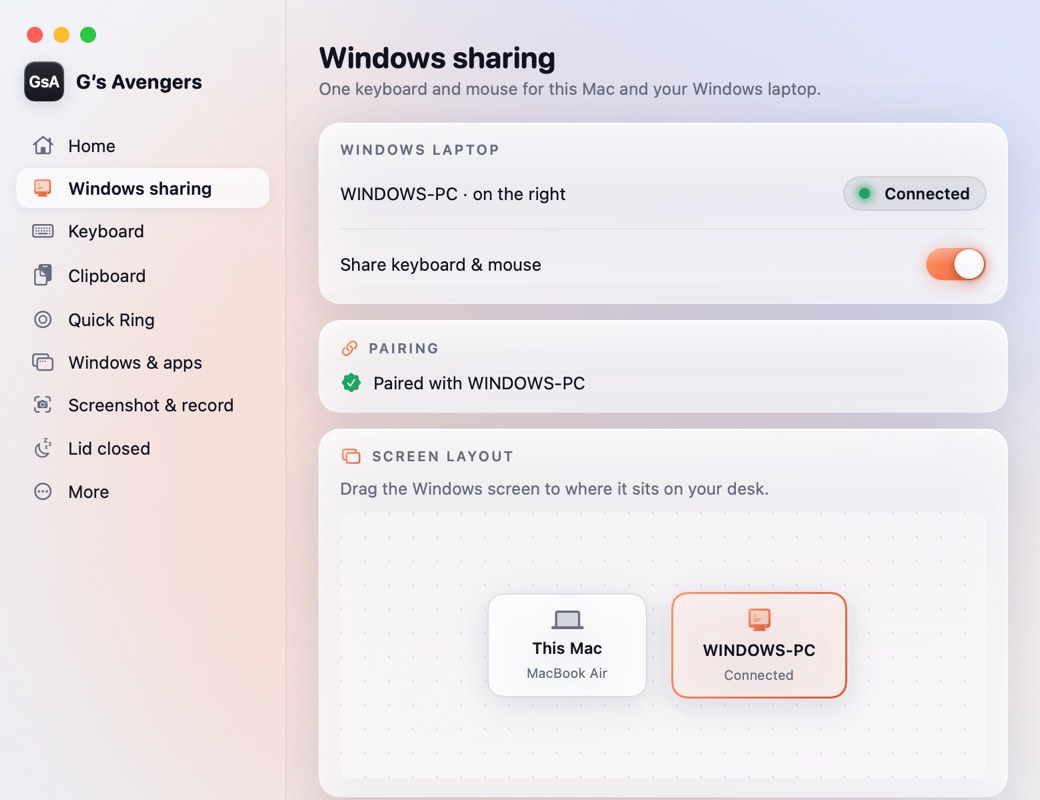 GsA
G's Avengers
Home
Windows sharing
Keyboard
Clipboard
Quick Ring
Windows & apps
Screenshot & record
Lid closed
More
Windows sharing
One keyboard and mouse for this Mac and your Windows laptop.
WINDOWS LAPTOP
WINDOWS-PC · on the right
Connected
Share keyboard & mouse
PAIRING
Paired with WINDOWS-PC
SCREEN LAYOUT
Drag the Windows screen to where it sits on your desk.
This Mac
MacBook Air
WINDOWS-PC
Connected